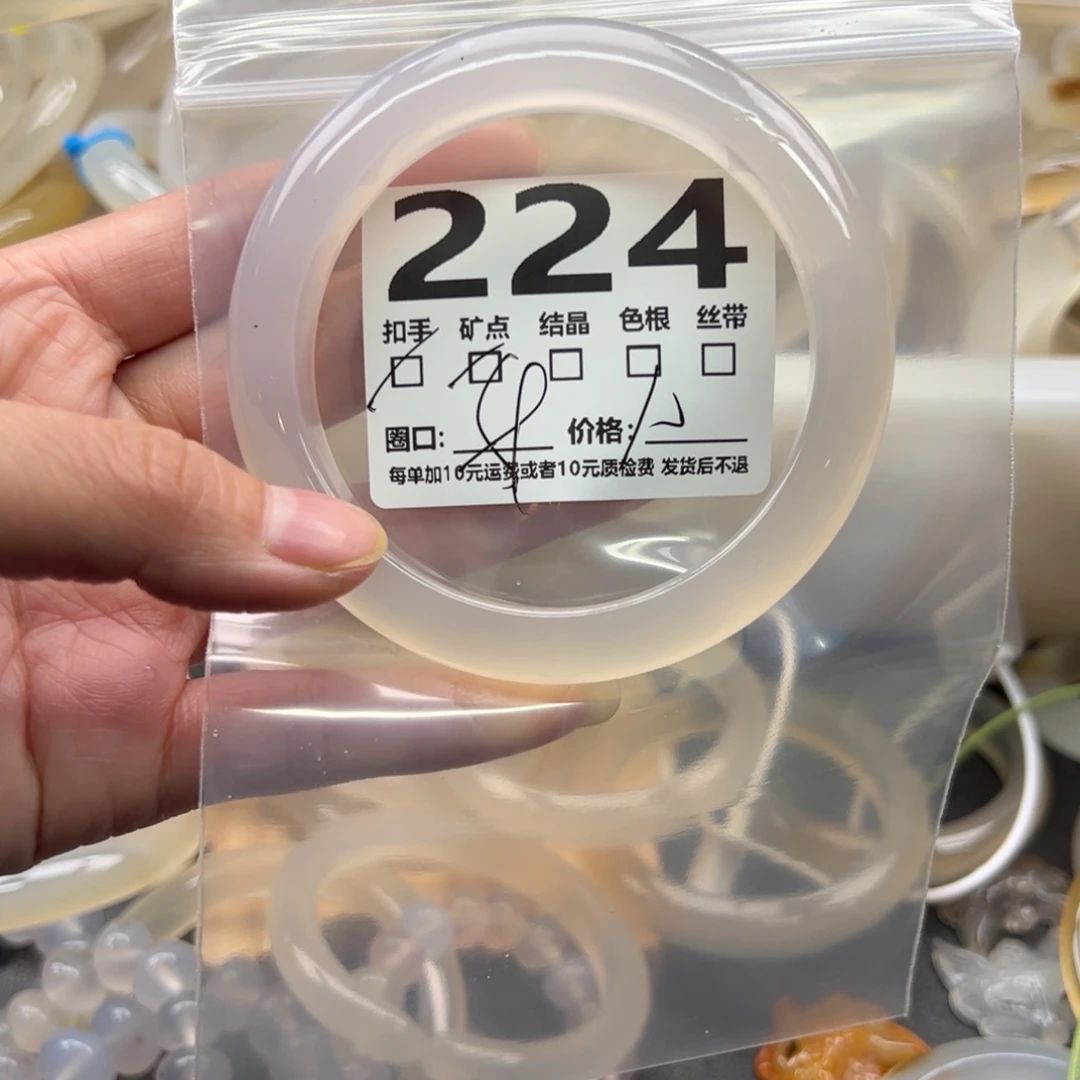 224
扣手 矿点 结晶 色根 丝带
圈口: 价格:
每单加10元运费或者10元质检费 发货后不退